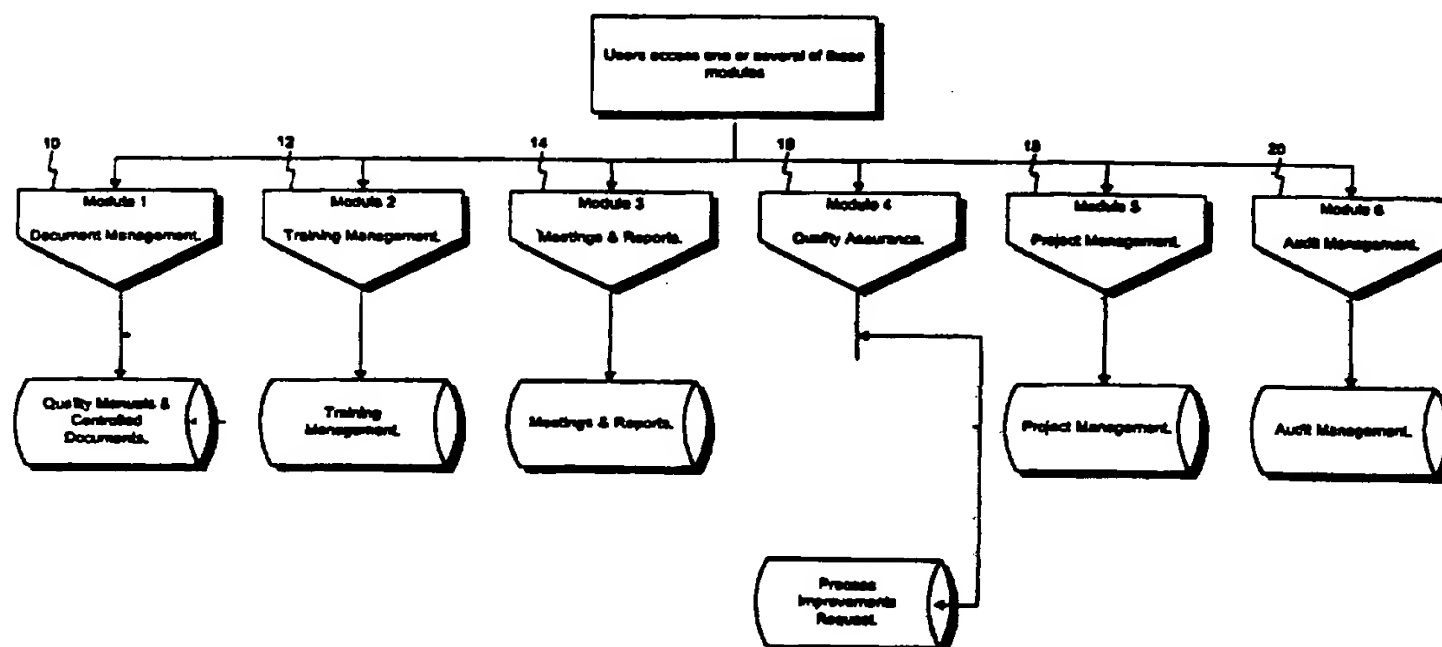 Users access one or several of these
modules
10
12
14
16
18
20
Module 1
Document Management.
Module 2
Training Management.
Module 3
Meetings & Reports.
Module 4
Quality Assurance.
Module 5
Project Management.
Module 6
Audit Management.
Quality Manuals &
Controlled
Documents.
Training
Management.
Meetings & Reports.
Project Management.
Audit Management.
Process
Improvements
Request.